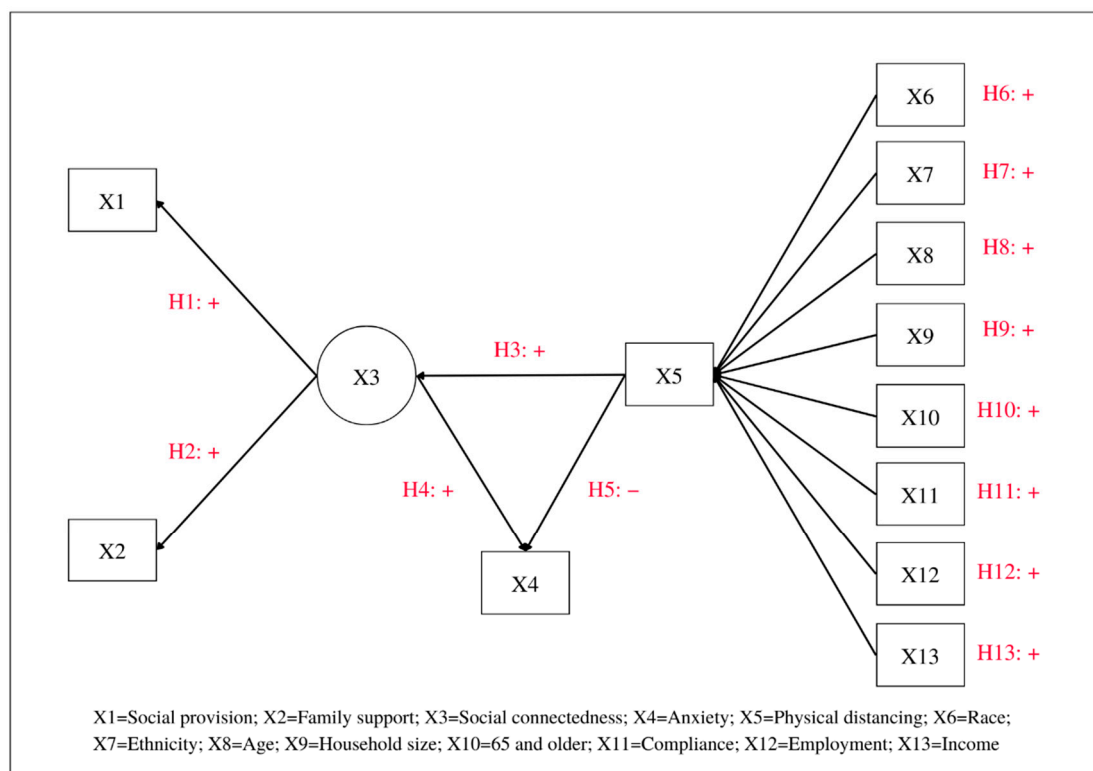 X6 H6: +
X7 H7: +
X1
X8 H8: +
H1: +
X9 H9: +
H3: +
X3
X5
X10 H10: +
H2: +
H4: +
H5: −
X11 H11: +
X2
X4
X12 H12: +
X13 H13: +
X1=Social provision; X2=Family support; X3=Social connectedness; X4=Anxiety; X5=Physical distancing; X6=Race;
X7=Ethnicity; X8=Age; X9=Household size; X10=65 and older; X11=Compliance; X12=Employment; X13=Income